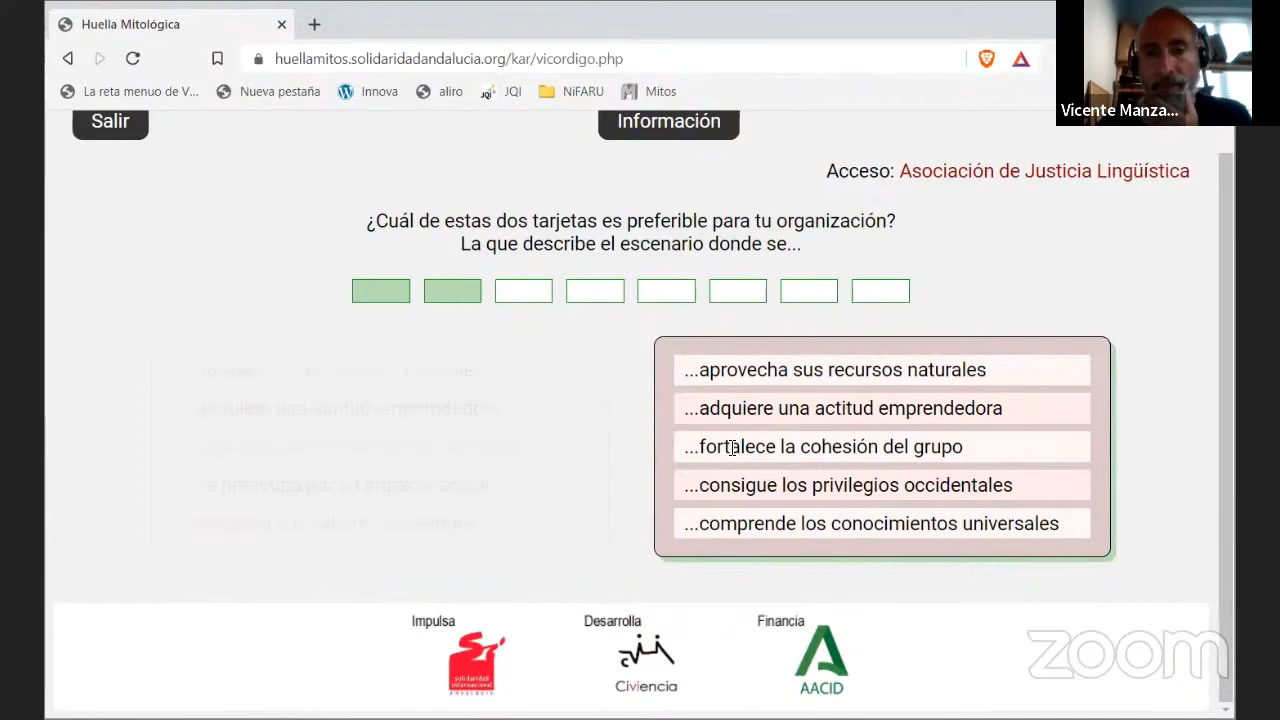 Huella Mitológica
huellamitos.solidaridadandalucia.org/kar/vicordigo.php
La reta menuo de V...
Nueva pestaña
Innova
aliro
JQI
JQI
NiFARU
Mitos
Vicente Manza...
Salir
Información
Acceso: Asociación de Justicia Lingüística
¿Cuál de estas dos tarjetas es preferible para tu organización?
La que describe el escenario donde se...
...aprovecha sus recursos naturales
...adquiere una actitud emprendedora
...fortalece la cohesión del grupo
...consigue los privilegios occidentales
...comprende los conocimientos universales
Impulsa
Desarrolla
Financia
solidaridad
internacional
Civiencia
AACID
zoom